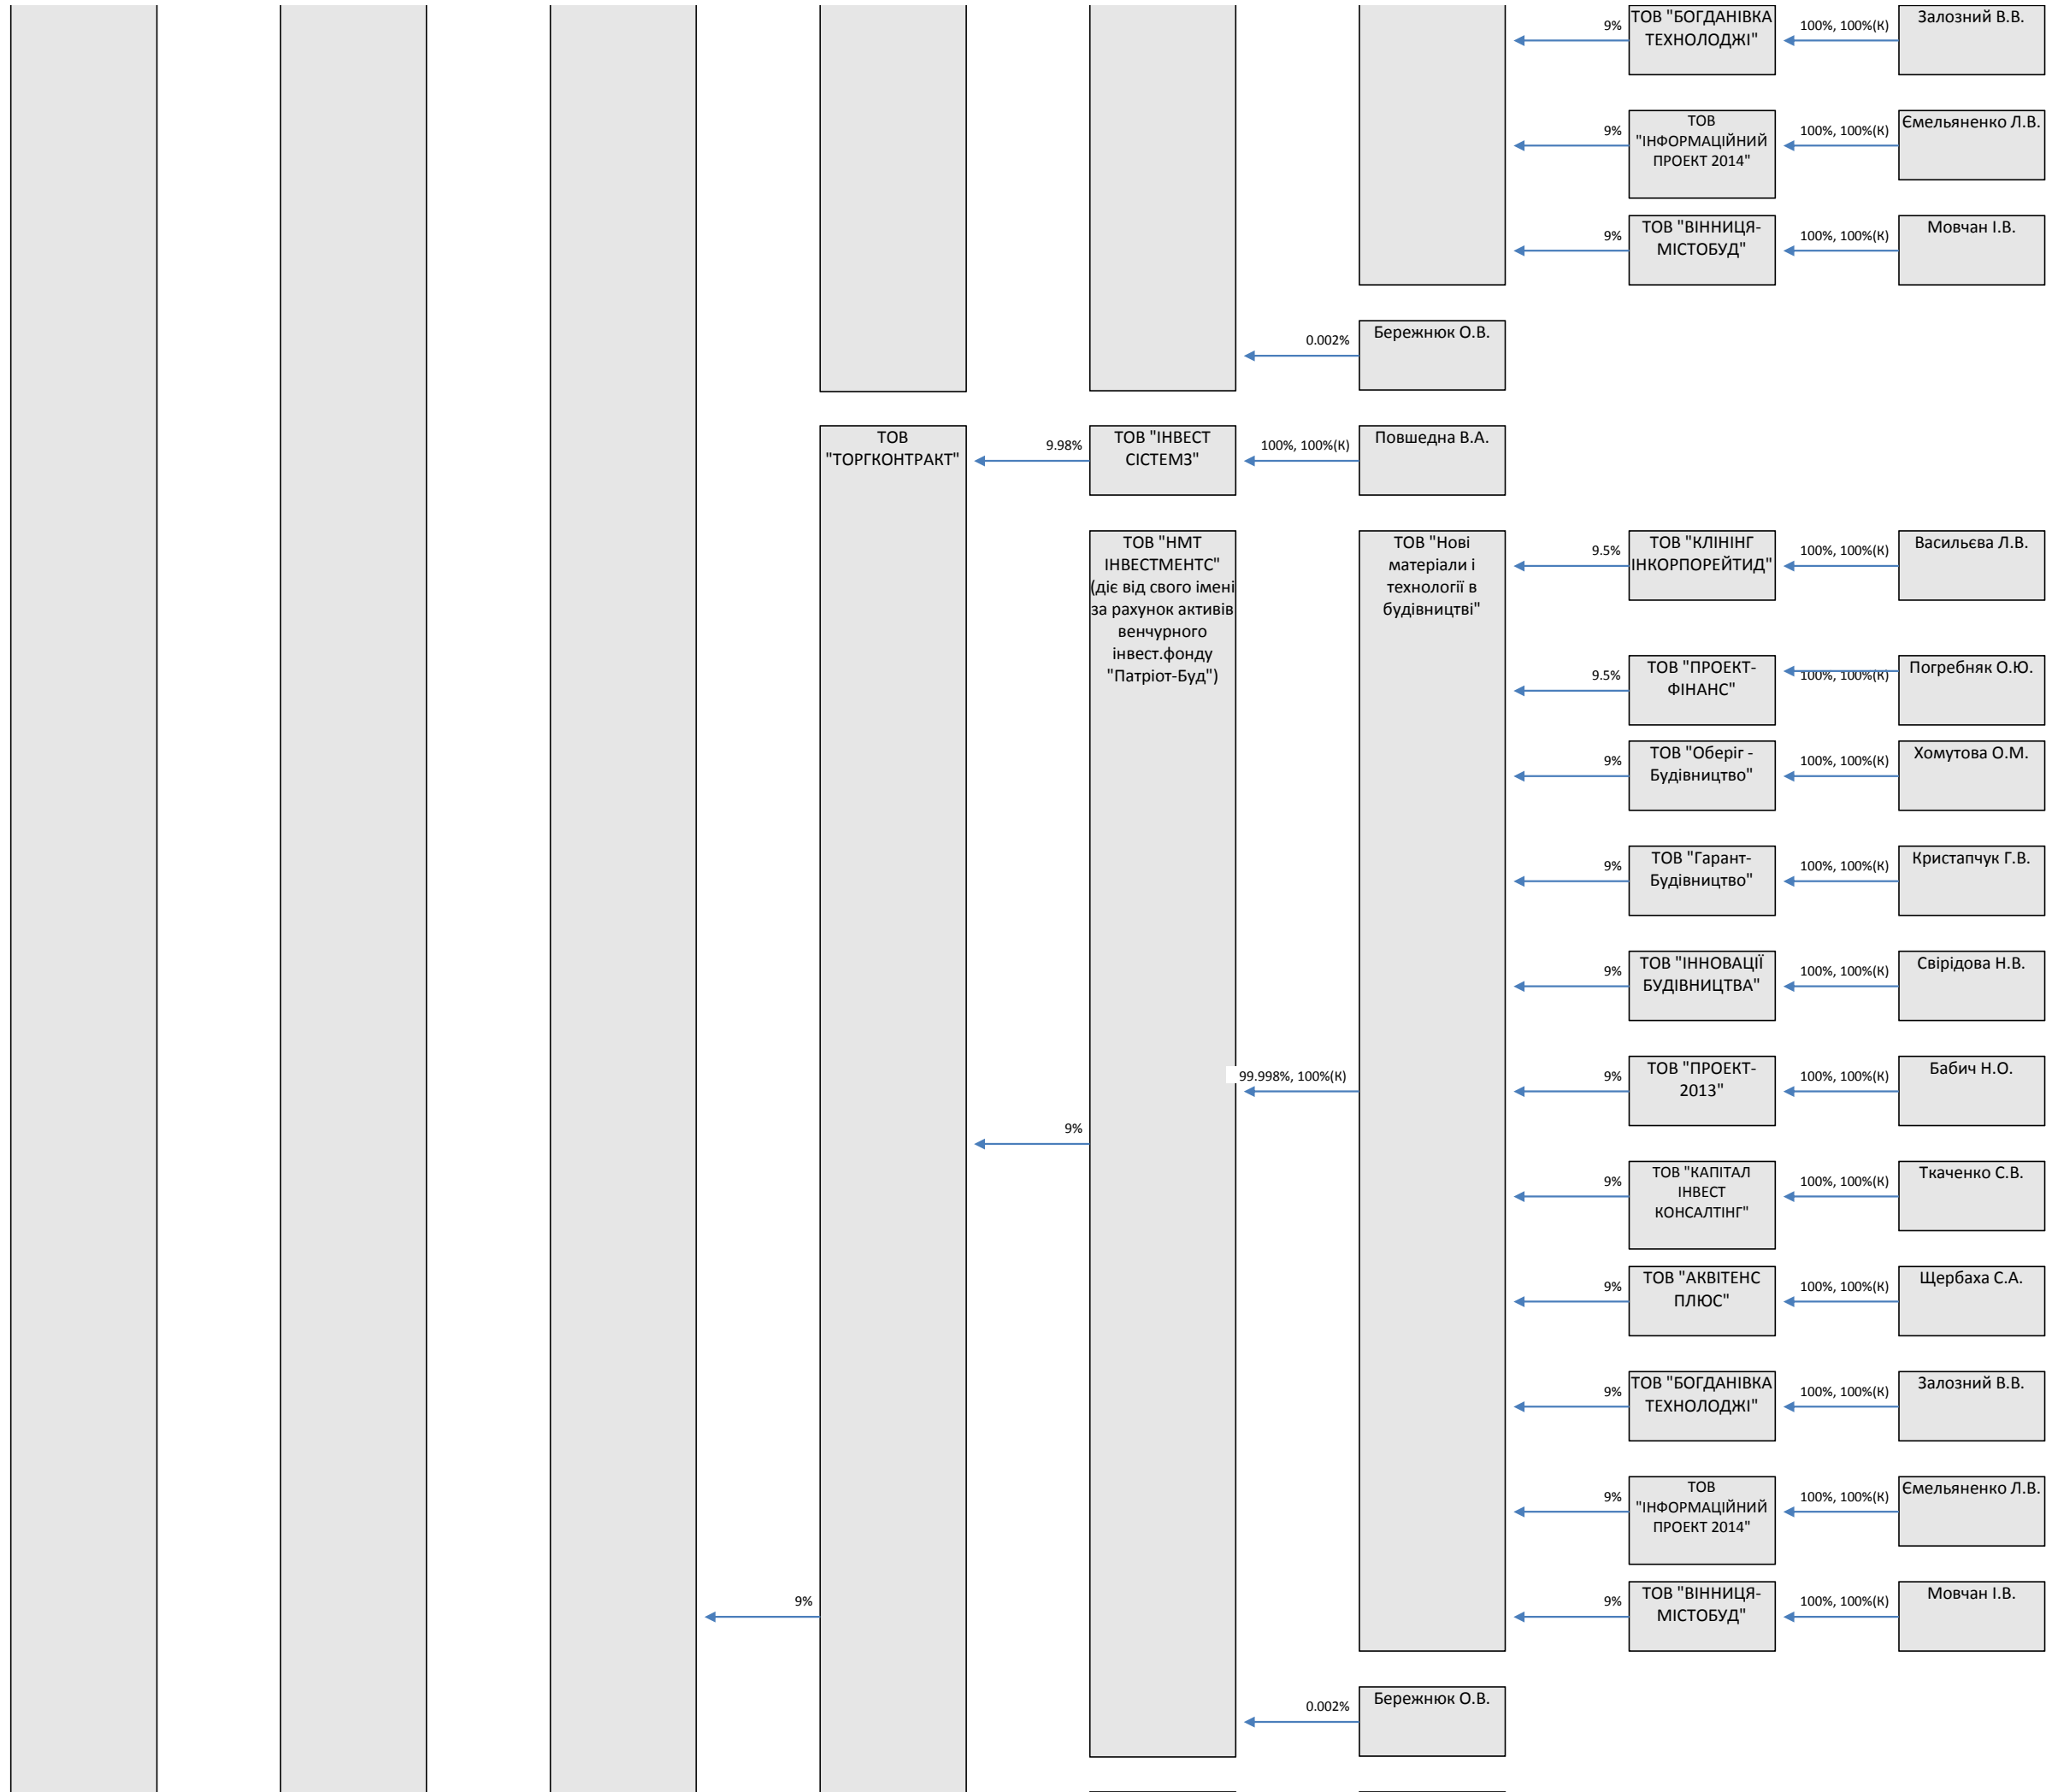 9%
ТОВ "БОГДАНІВКА
ТЕХНОЛОДЖІ"
100%, 100%(К)
Залозний В.В.
9%
ТОВ
"ІНФОРМАЦІЙНИЙ
ПРОЕКТ 2014"
100%, 100%(К)
Ємельяненко Л.В.
9%
ТОВ "ВІННИЦЯ-
МІСТОБУД"
100%, 100%(К)
Мовчан І.В.
0.002%
Бережнюк О.В.
ТОВ
"ТОРГКОНТРАКТ"
9.98%
ТОВ "ІНВЕСТ
СІСТЕМЗ"
100%, 100%(К)
Повшедна В.А.
ТОВ "НМТ
ІНВЕСТМЕНТС"
(діє від свого імені
за рахунок активів
венчурного
інвест.фонду
"Патріот-Буд")
ТОВ "Нові
матеріали і
технології в
будівництві"
9.5%
ТОВ "КЛІНІНГ
ІНКОРПОРЕЙТИД"
100%, 100%(К)
Васильєва Л.В.
9.5%
ТОВ "ПРОЕКТ-
ФІНАНС"
100%, 100%(К)
Погребняк О.Ю.
9%
ТОВ "Оберіг -
Будівництво"
100%, 100%(К)
Хомутова О.М.
9%
ТОВ "Гарант-
Будівництво"
100%, 100%(К)
Кристапчук Г.В.
9%
ТОВ "ІННОВАЦІЇ
БУДІВНИЦТВА"
100%, 100%(К)
Свірідова Н.В.
99.998%, 100%(К)
9%
ТОВ "ПРОЕКТ-
2013"
100%, 100%(К)
Бабич Н.О.
9%
9%
ТОВ "КАПІТАЛ
ІНВЕСТ
КОНСАЛТІНГ"
100%, 100%(К)
Ткаченко С.В.
9%
ТОВ "АКВІТЕНС
ПЛЮС"
100%, 100%(К)
Щербаха С.А.
9%
ТОВ "БОГДАНІВКА
ТЕХНОЛОДЖІ"
100%, 100%(К)
Залозний В.В.
9%
ТОВ
"ІНФОРМАЦІЙНИЙ
ПРОЕКТ 2014"
100%, 100%(К)
Ємельяненко Л.В.
9%
9%
ТОВ "ВІННИЦЯ-
МІСТОБУД"
100%, 100%(К)
Мовчан І.В.
0.002%
Бережнюк О.В.